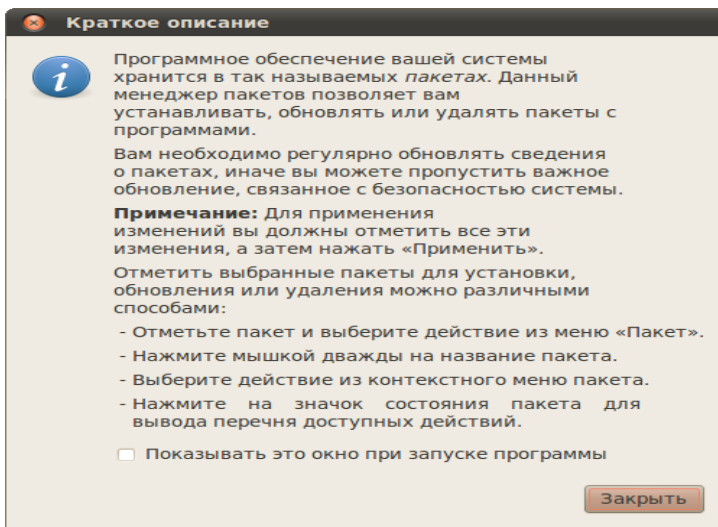 Краткое описание
Программное обеспечение вашей системы
хранится в так называемых пакетах. Данный
менеджер пакетов позволяет вам
устанавливать, обновлять или удалять пакеты с
программами.
Вам необходимо регулярно обновлять сведения
о пакетах, иначе вы можете пропустить важное
обновление, связанное с безопасностью системы.
Примечание: Для применения
изменений вы должны отметить все эти
изменения, а затем нажать «Применить».
Отметить выбранные пакеты для установки,
обновления или удаления можно различными
способами:
- Отметьте пакет и выберите действие из меню «Пакет».
- Нажмите мышкой дважды на название пакета.
- Выберите действие из контекстного меню пакета.
- Нажмите на значок состояния пакета для
вывода перечня доступных действий.
Показывать это окно при запуске программы
Закрыть